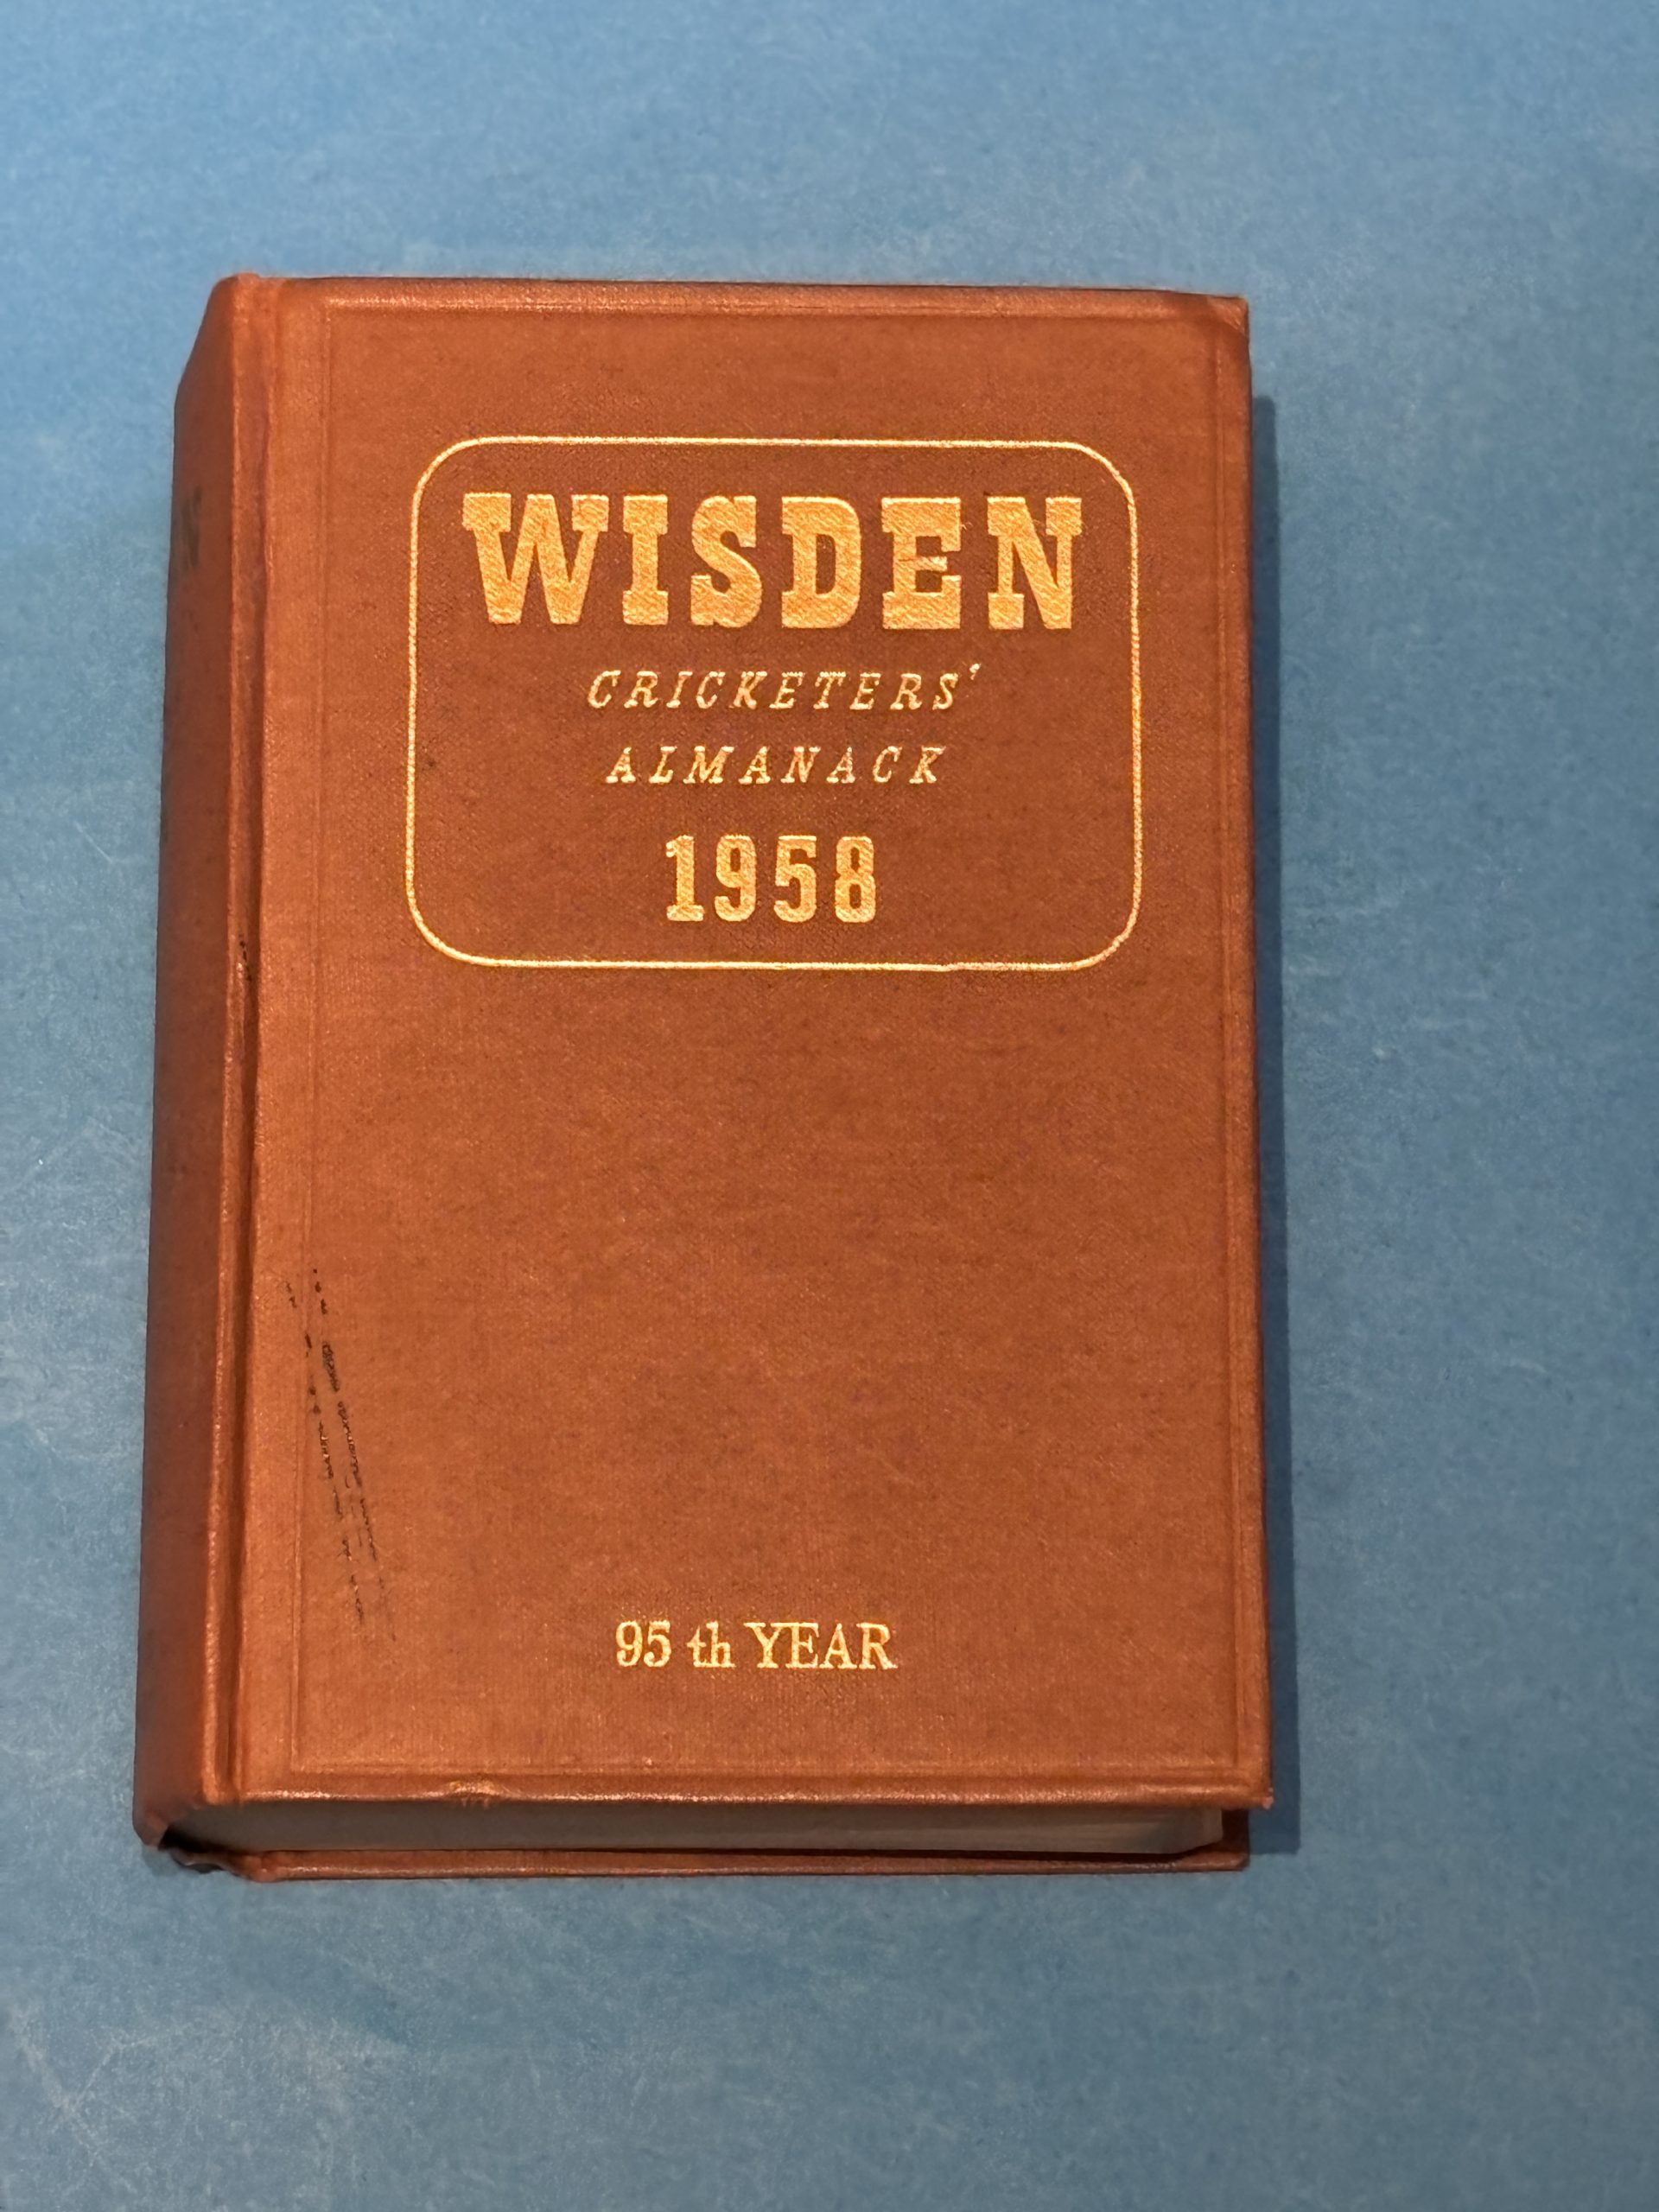 WISDEN
CRICKETERS'
ALMANACK
1958
95 th YEAR